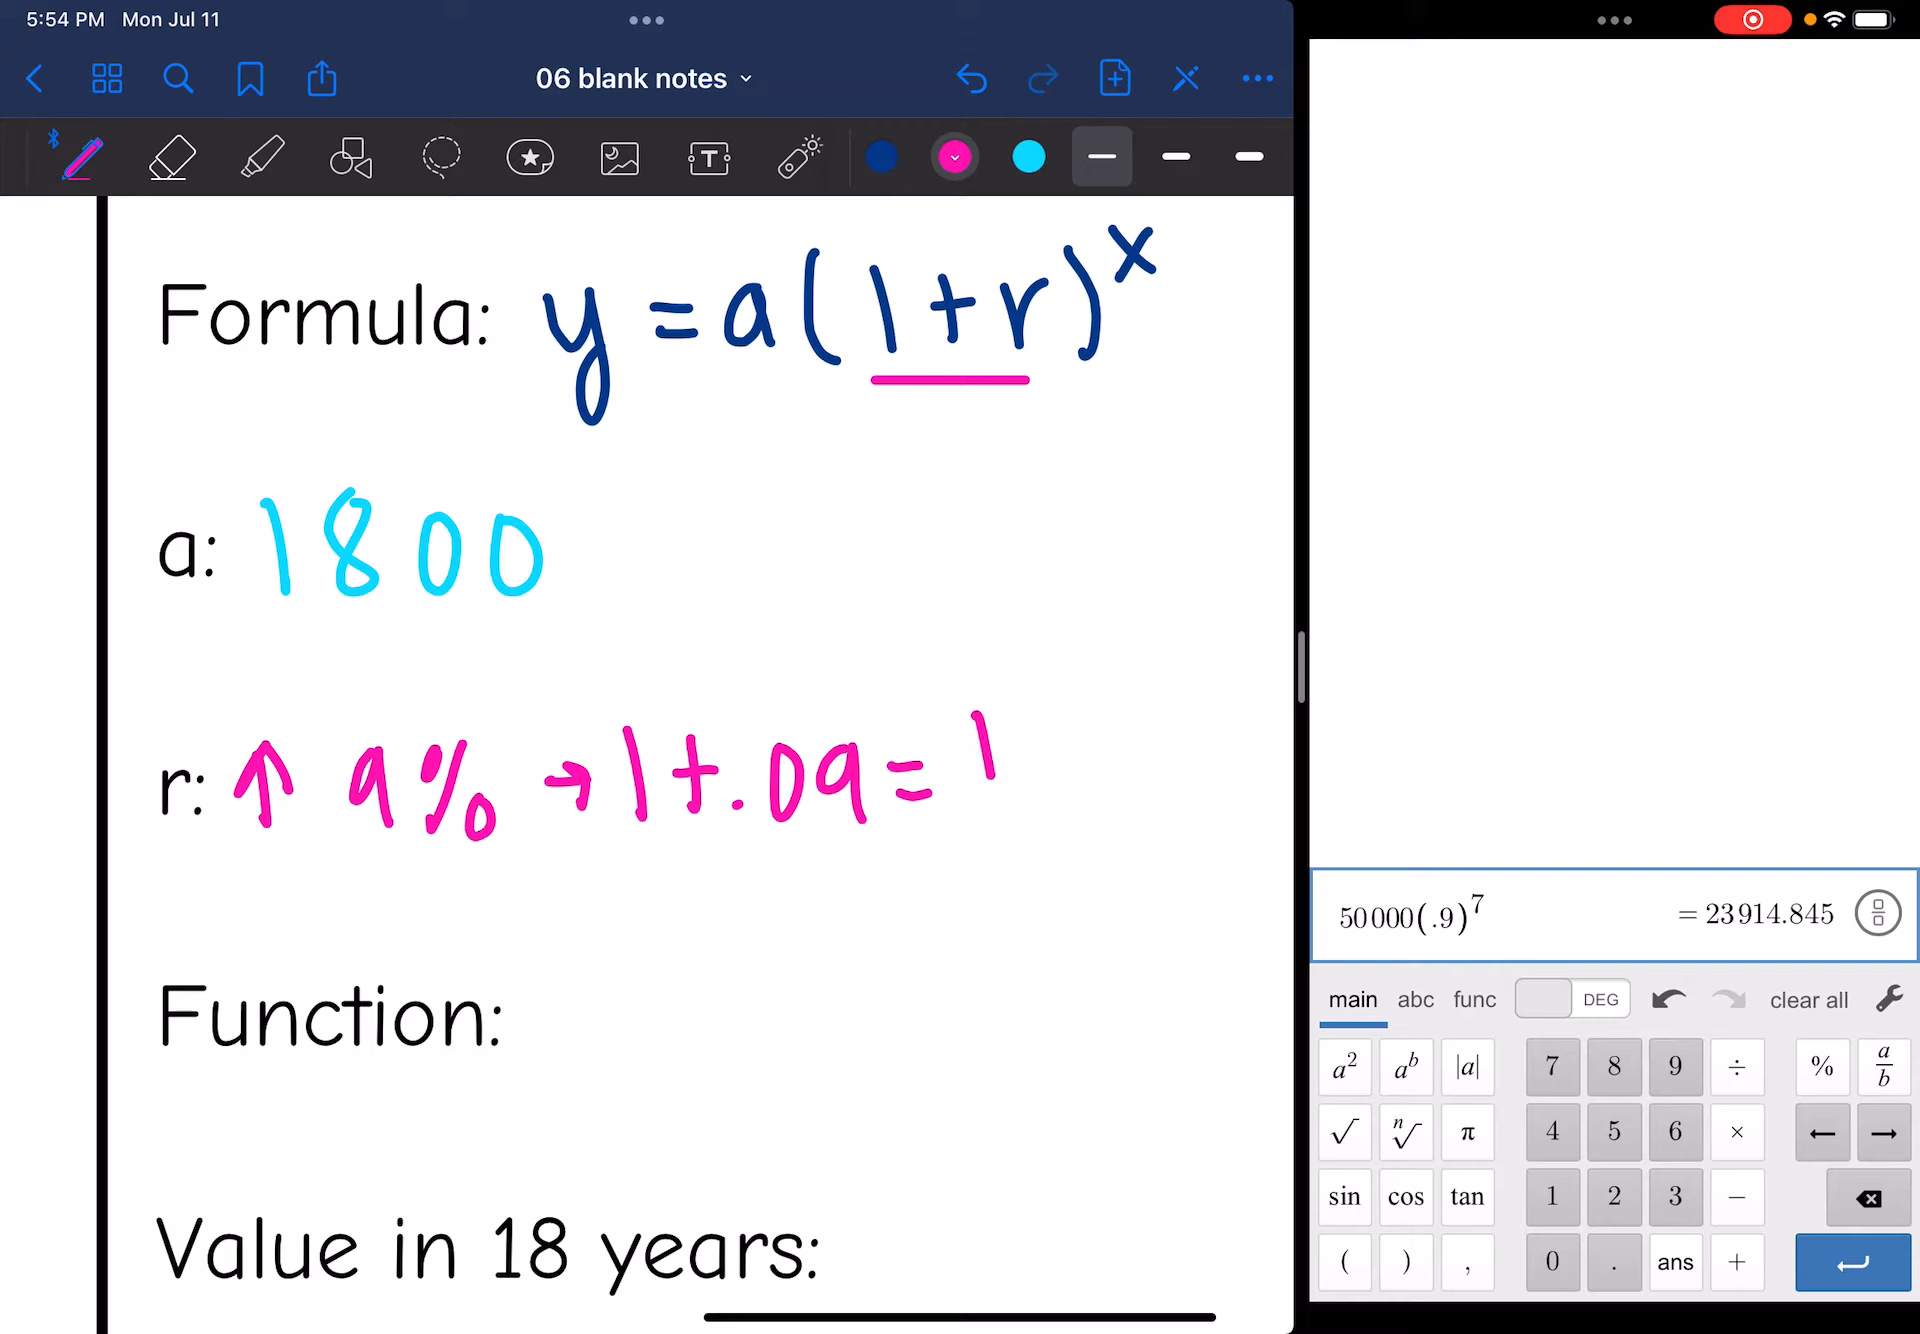 5:54 PM Mon Jul 11
06 blank notes
T
Formula: y = a(1+r)^x
a: 1800
r: ↑ 9% → 1+.09 = 1
Function:
Value in 18 years:
50000(.9)^7 = 23914.845
main abc func DEG clear all
a^2 a^b |a| 7 8 9 ÷ % a/b
√ n√ π 4 5 6 × ← →
sin cos tan 1 2 3 −
( ) , 0 . ans +